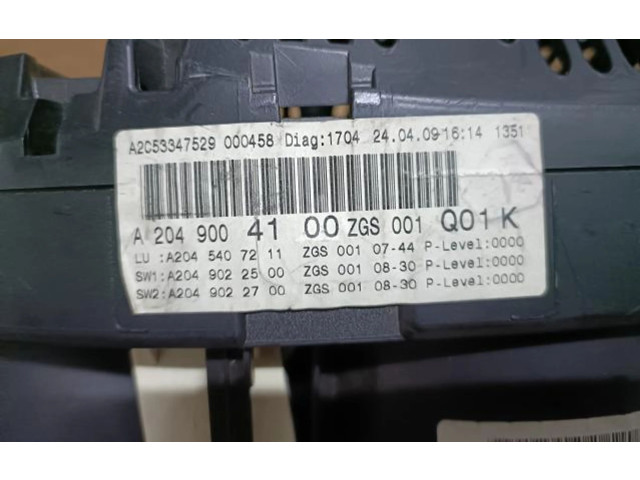 A2C53347529 000458 Diag:1704 24.04.09 16:14 1351
A 204 900 41 00 ZGS 001 Q01 K
LU : A204 540 72 11 ZGS 001 07-44 P-Level:0000
SW1: A204 902 25 00 ZGS 001 08-30 P-Level:0000
SW2: A204 902 27 00 ZGS 001 08-30 P-Level:0000